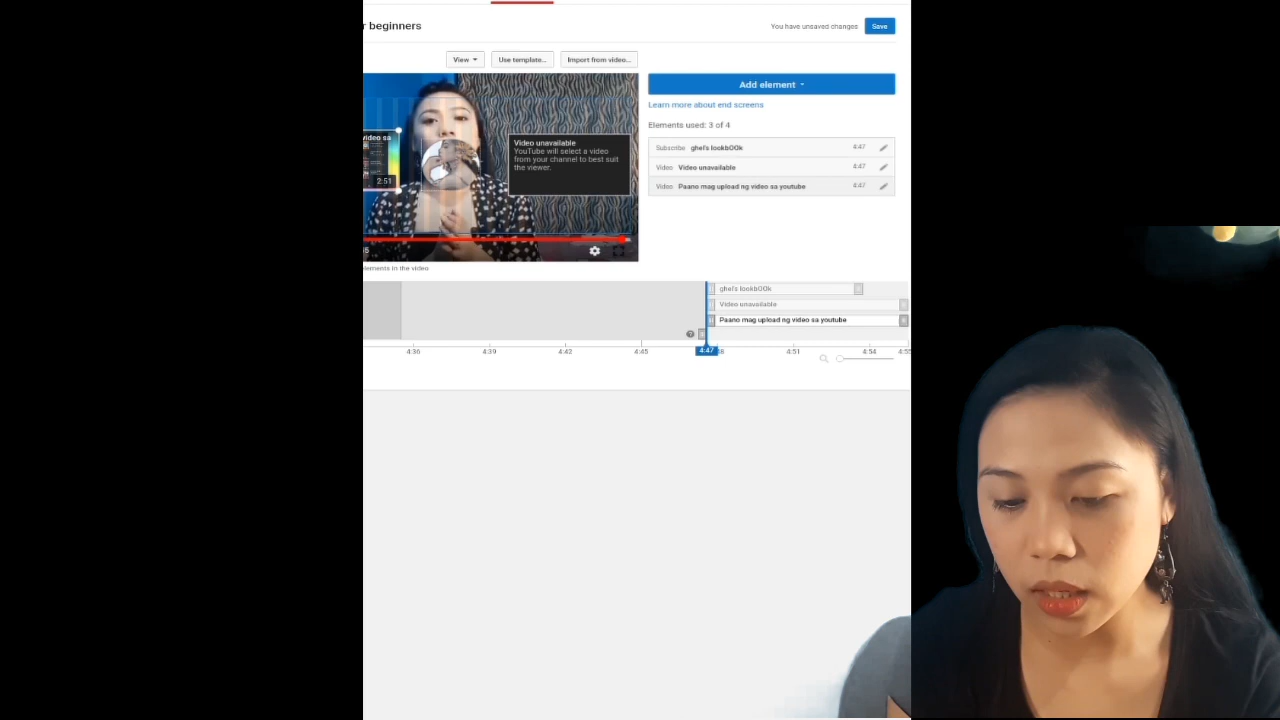 r beginners
You have unsaved changes
Save
View
Use template...
Import from video...
video sa
2:51
Video unavailable
YouTube will select a video
from your channel to best suit
the viewer.
Add element
Learn more about end screens
Elements used: 3 of 4
Subscribe ghel's lookbOOk 4:47
Video Video unavailable 4:47
Video Paano mag upload ng video sa youtube 4:47
elements in the video
ghel's lookbOOk
Video unavailable
Paano mag upload ng video sa youtube
4:36 4:39 4:42 4:45 4:47 4:51 4:54 4:55